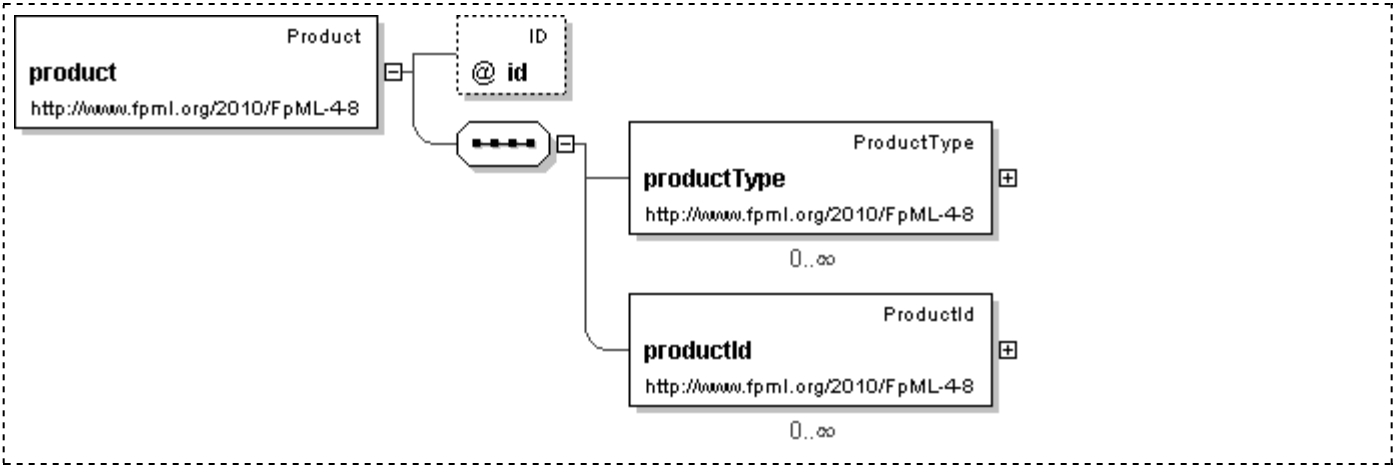 Product
product
http://www.fpml.org/2010/FpML-4-8
ID
@ id
ProductType
productType
http://www.fpml.org/2010/FpML-4-8
0..∞
ProductId
productId
http://www.fpml.org/2010/FpML-4-8
0..∞